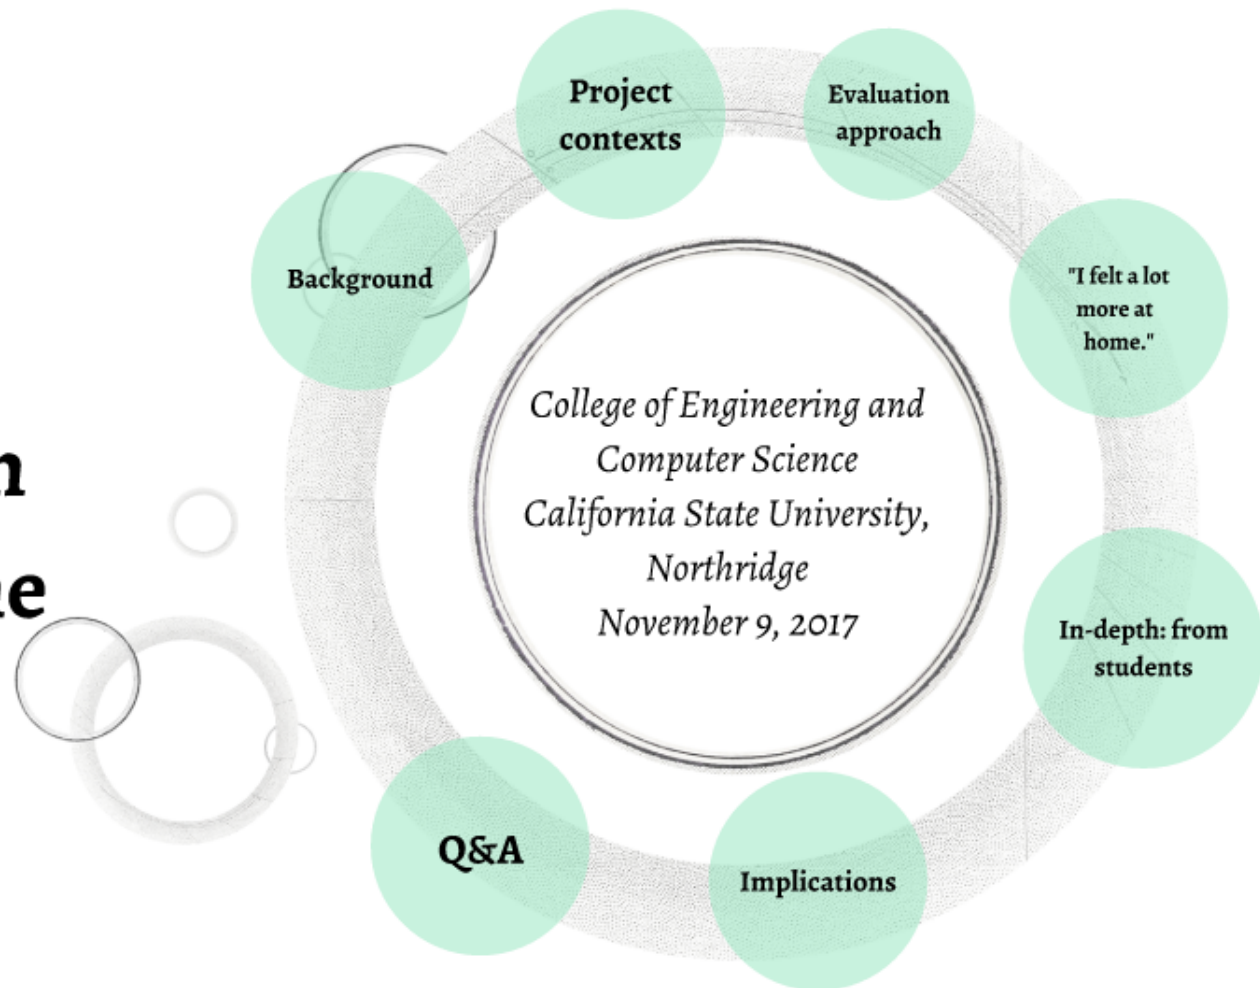 Project
contexts
Evaluation
approach
Background
"I felt a lot
more at
home."
College of Engineering and
Computer Science
California State University,
Northridge
November 9, 2017
In-depth: from
students
Q&A
Implications